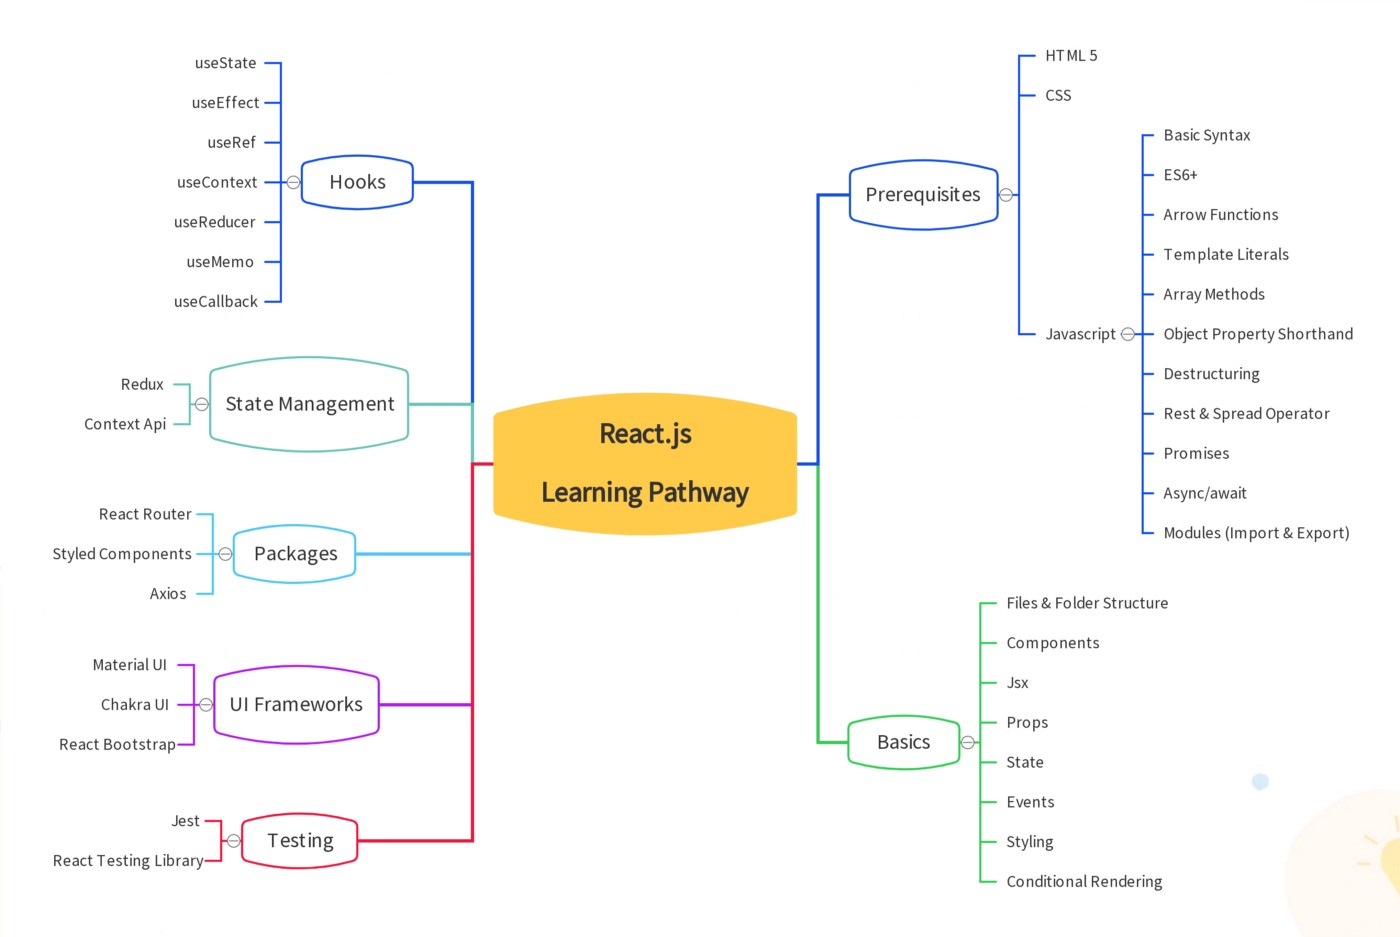 React.js
Learning Pathway
Prerequisites
HTML 5
CSS
Javascript
Basic Syntax
ES6+
Arrow Functions
Template Literals
Array Methods
Object Property Shorthand
Destructuring
Rest & Spread Operator
Promises
Async/await
Modules (Import & Export)
Basics
Files & Folder Structure
Components
Jsx
Props
State
Events
Styling
Conditional Rendering
Hooks
useState
useEffect
useRef
useContext
useReducer
useMemo
useCallback
State Management
Redux
Context Api
Packages
React Router
Styled Components
Axios
UI Frameworks
Material UI
Chakra UI
React Bootstrap
Testing
Jest
React Testing Library